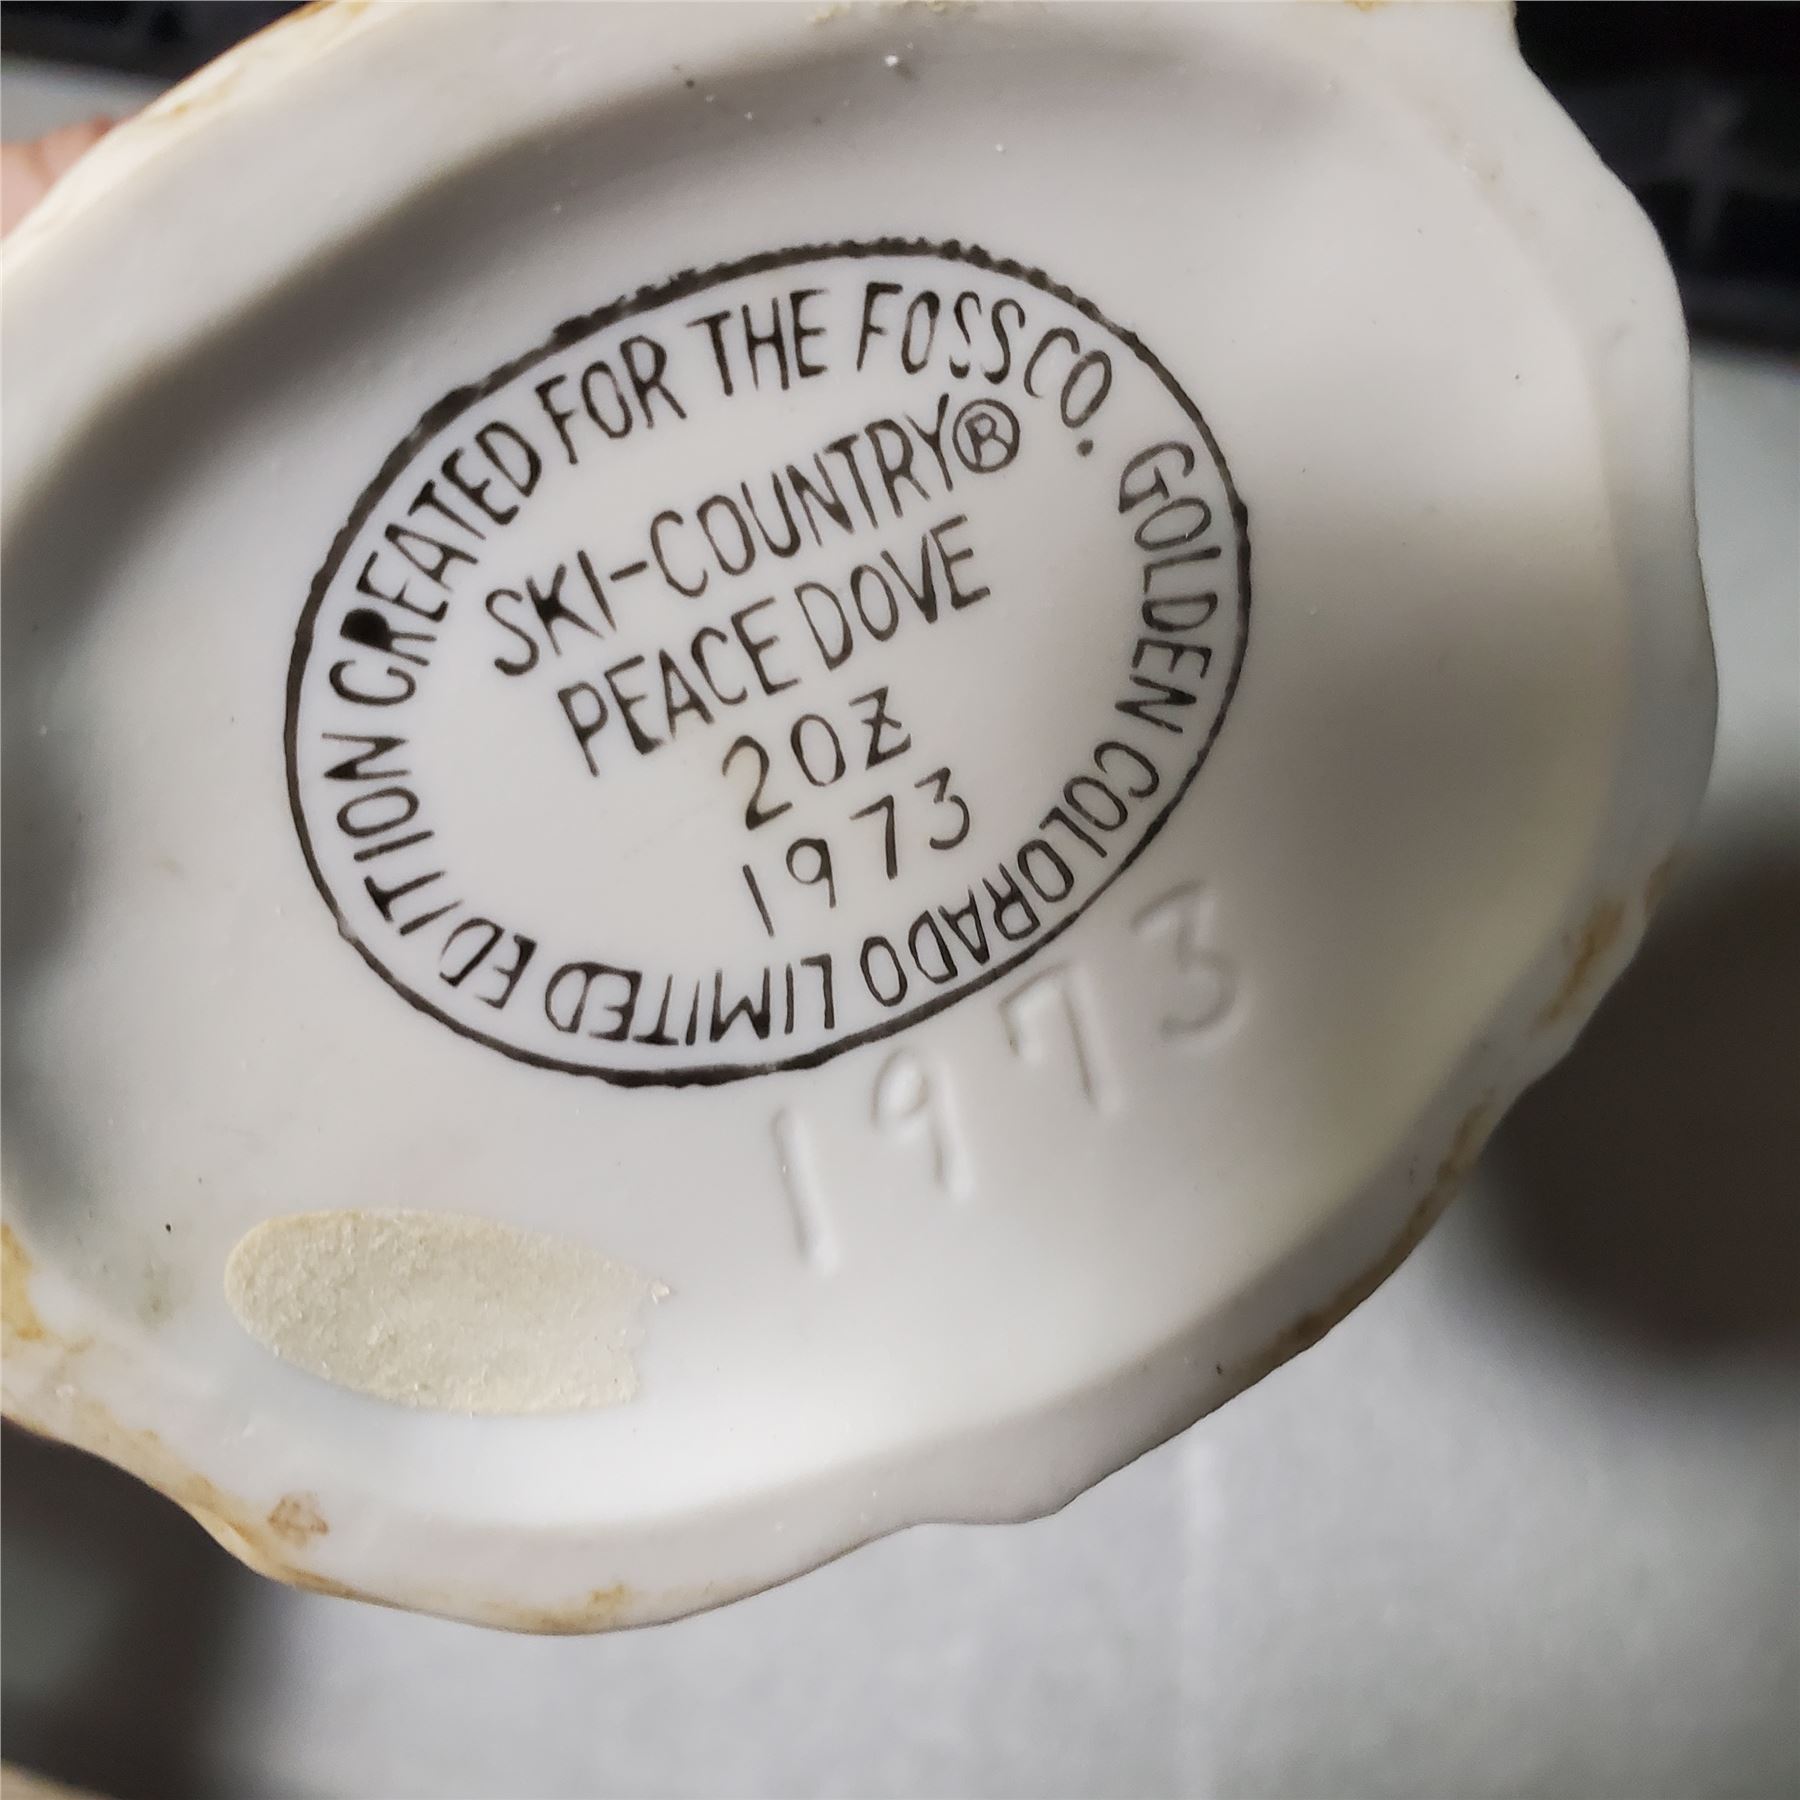 CREATED FOR THE FOSS CO. GOLDEN COLORADO LIMITED EDITION
SKI-COUNTRY®
PEACE DOVE
2OZ
1973
1973